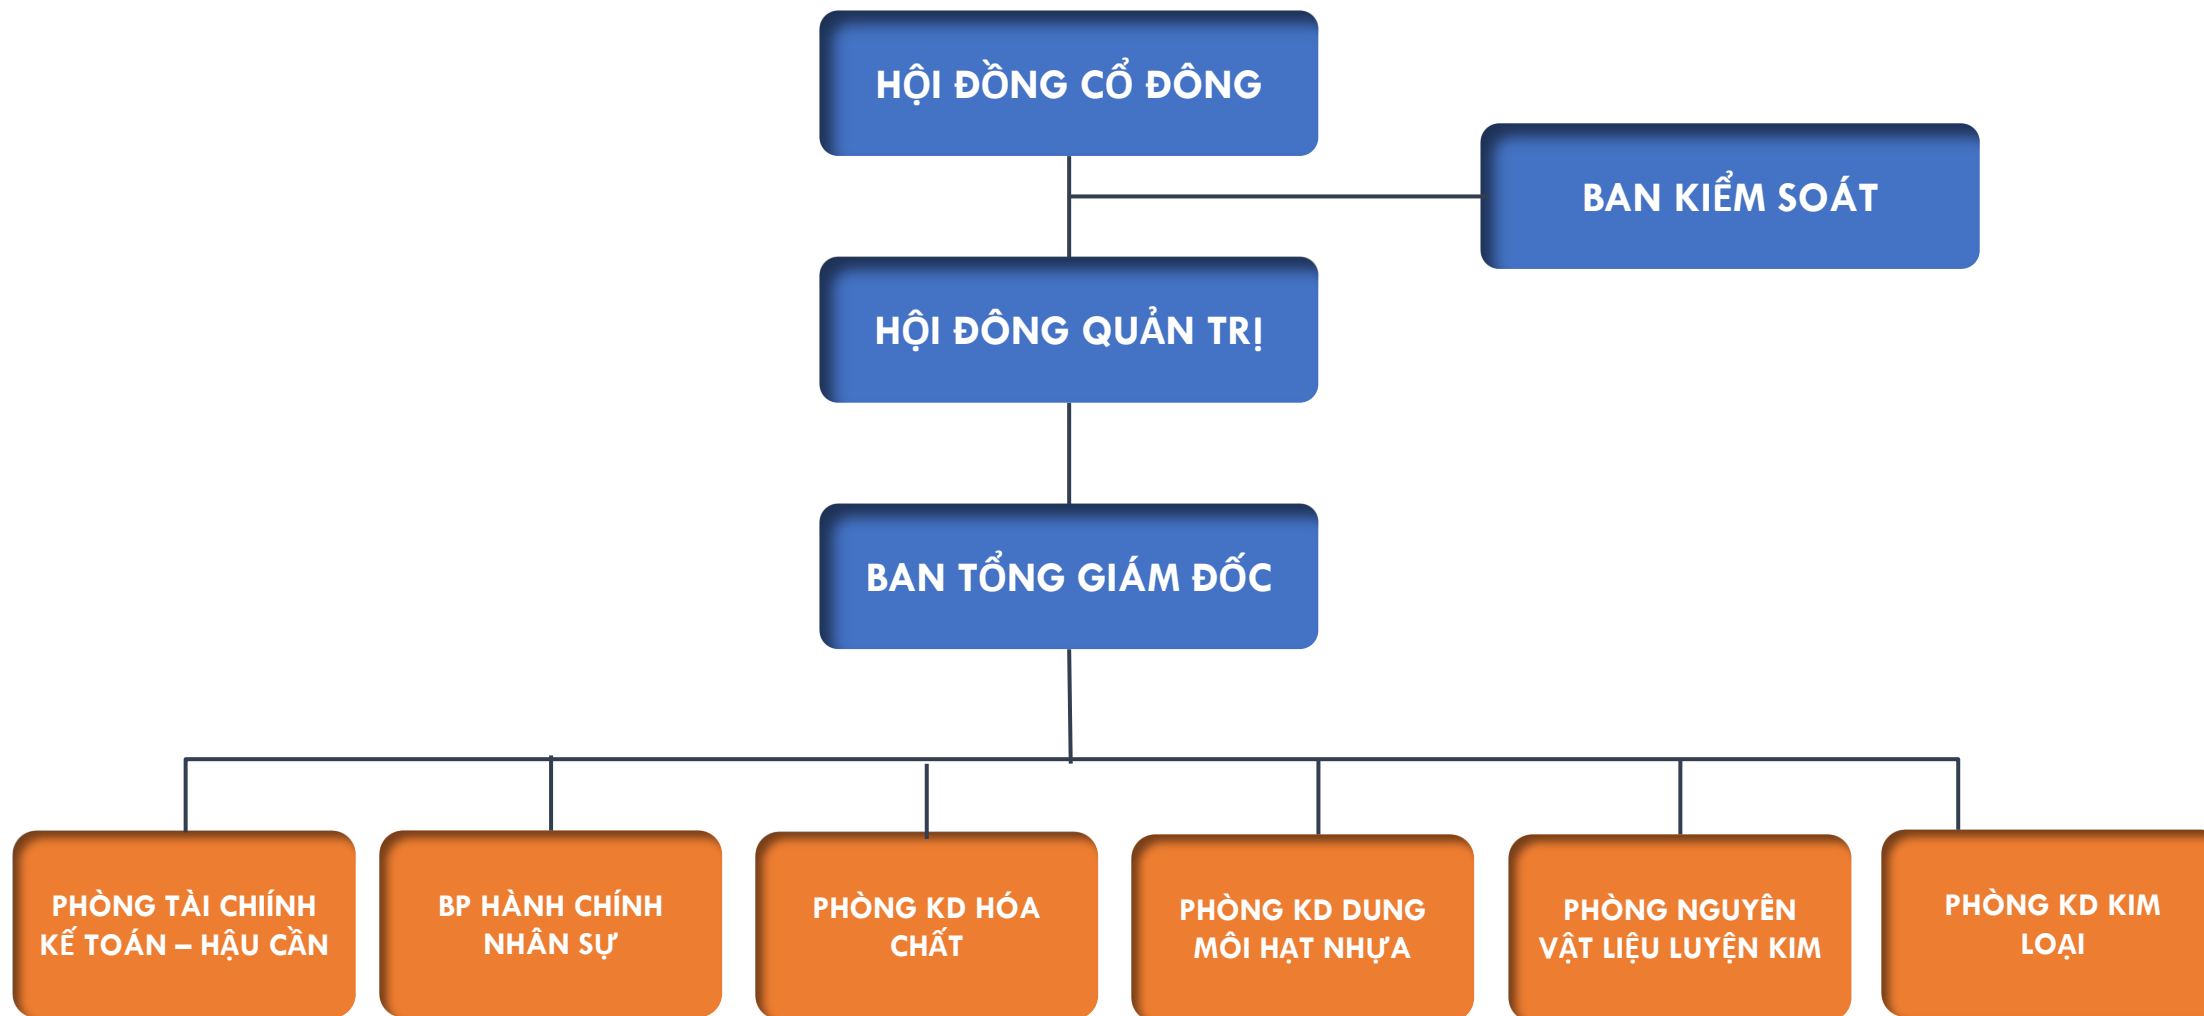 HỘI ĐỒNG CỔ ĐÔNG
BAN KIỂM SOÁT
HỘI ĐÔNG QUẢN TRỊ
BAN TỔNG GIÁM ĐỐC
PHÒNG TÀI CHIÍNH
KẾ TOÁN – HẬU CẦN
BP HÀNH CHÍNH
NHÂN SỰ
PHÒNG KD HÓA
CHẤT
PHÒNG KD DUNG
MÔI HẠT NHỰA
PHÒNG NGUYÊN
VẬT LIỆU LUYỆN KIM
PHÒNG KD KIM
LOẠI